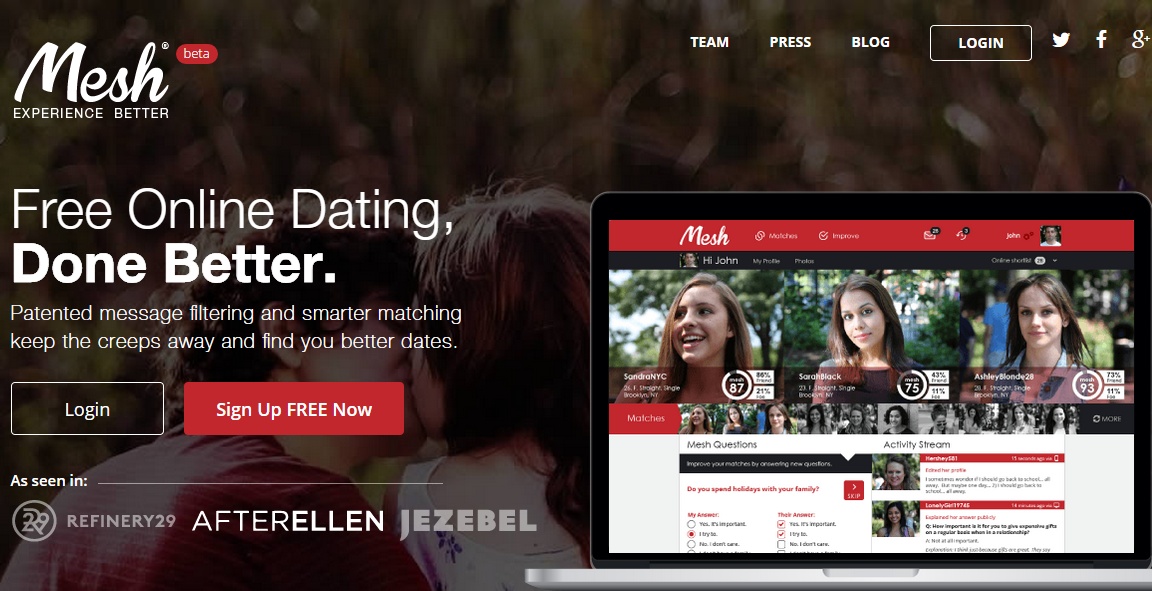 Mesh® beta
EXPERIENCE BETTER
TEAM PRESS BLOG LOGIN g+
Free Online Dating,
Done Better.
Patented message filtering and smarter matching
keep the creeps away and find you better dates.
Login Sign Up FREE Now
As seen in:
29 REFINERY29 AFTERELLEN JEZEBEL
Mesh Matches Improve John
Hi John My Profile Photos Online shortlist 28
SandraNYC
26, F, Straight, Single
Brooklyn, NY
mesh
87
86%
Friend
21%
Foe
SarahBlack
23, F, Straight, Single
Brooklyn, NY
mesh
75
43%
Friend
11%
Foe
AshleyBlonde28
28, F, Straight, Single
Brooklyn, NY
mesh
93
73%
Friend
11%
Foe
Matches MORE
Mesh Questions
Improve your matches by answering new questions.
Do you spend holidays with your family?
SKIP
My Answer: Their Answer:
Yes. It's important. Yes. It's important.
I try to. I try to.
No. I don't care. No. I don't care.
Activity Stream
Hershey581 15 seconds ago via
Edited her profile
I sometimes wonder if I should go back to school... all
away. But maybe one day... ;) I should go back to
school... all away.
LonelyGirl19745 14 minutes ago via
Explained her answer publicly
Q: How important is it for you to give expensive gifts
on a regular basis when in a relationship?
A: Not at all important.
Explanation: I think just because gifts are great, they say